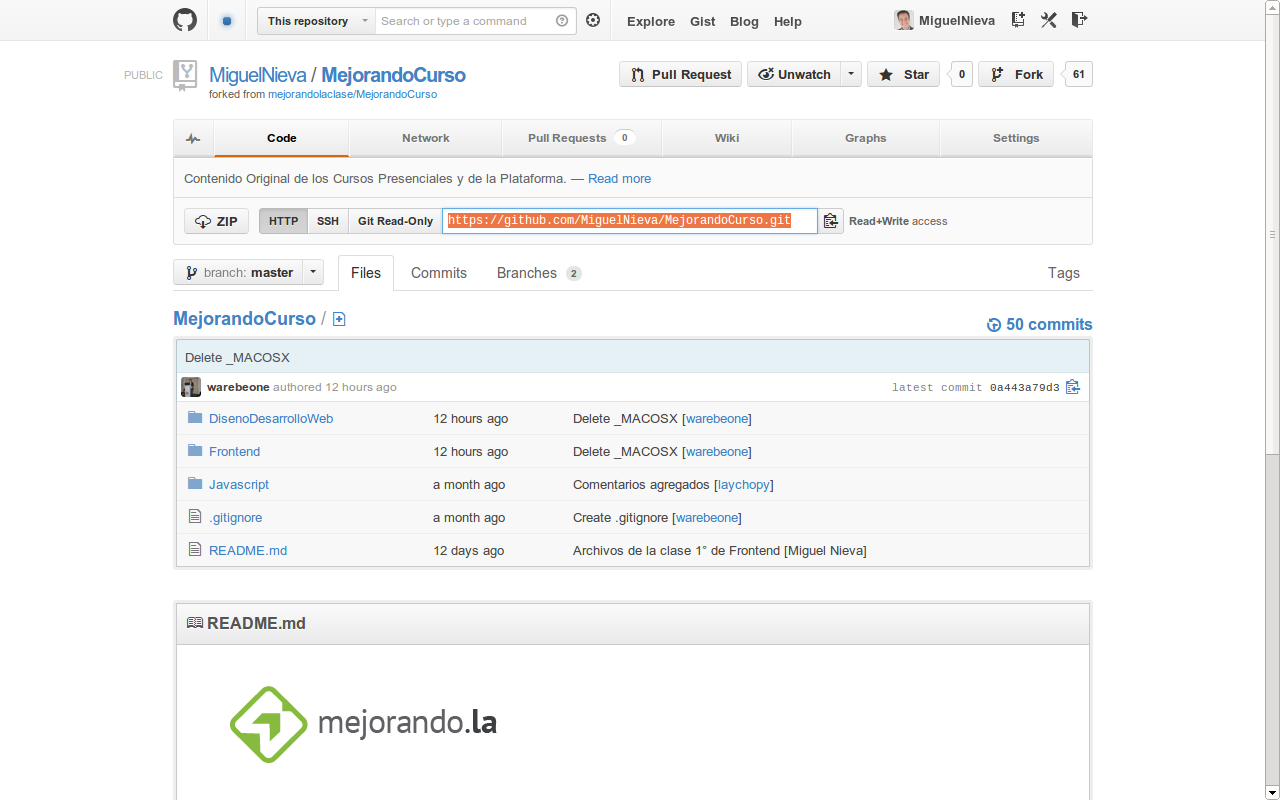 This repository Search or type a command Explore Gist Blog Help MiguelNieva
PUBLIC MiguelNieva / MejorandoCurso Pull Request Unwatch Star 0 Fork 61
forked from mejorandolaclase/MejorandoCurso
Code Network Pull Requests 0 Wiki Graphs Settings
Contenido Original de los Cursos Presenciales y de la Plataforma. — Read more
ZIP HTTP SSH Git Read-Only https://github.com/MiguelNieva/MejorandoCurso.git Read+Write access
branch: master Files Commits Branches 2 Tags
MejorandoCurso / 50 commits
Delete _MACOSX
warebeone authored 12 hours ago latest commit 0a443a79d3
DisenoDesarrolloWeb 12 hours ago Delete _MACOSX [warebeone]
Frontend 12 hours ago Delete _MACOSX [warebeone]
Javascript a month ago Comentarios agregados [laychopy]
.gitignore a month ago Create .gitignore [warebeone]
README.md 12 days ago Archivos de la clase 1° de Frontend [Miguel Nieva]
README.md
mejorando.la